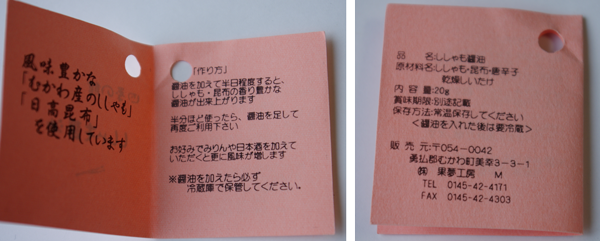 風味豊かな
「むかわ産のししゃも」
「日高昆布」
を使用しています
「作り方」
醤油を加えて半日程度すると、
ししゃも・昆布の香り豊かな
醤油が出来上がります
半分ほど使ったら、醤油を足して
再度ご利用下さい
お好みでみりんや日本酒を加えて
いただくと更に風味が増します
※醤油を加えたら必ず
冷蔵庫で保管してください。
品 名:ししゃも醤油
原材料名:ししゃも・昆布・唐辛子
乾燥しいたけ
内 容 量:20g
賞味期限:別途記載
保存方法:常温保存してください
<醤油を入れた後は要冷蔵>
販 売 元:〒054-0042
勇払郡むかわ町美幸3-3-1
㈱ 果夢工房 M
TEL 0145-42-4171
FAX 0145-42-4303